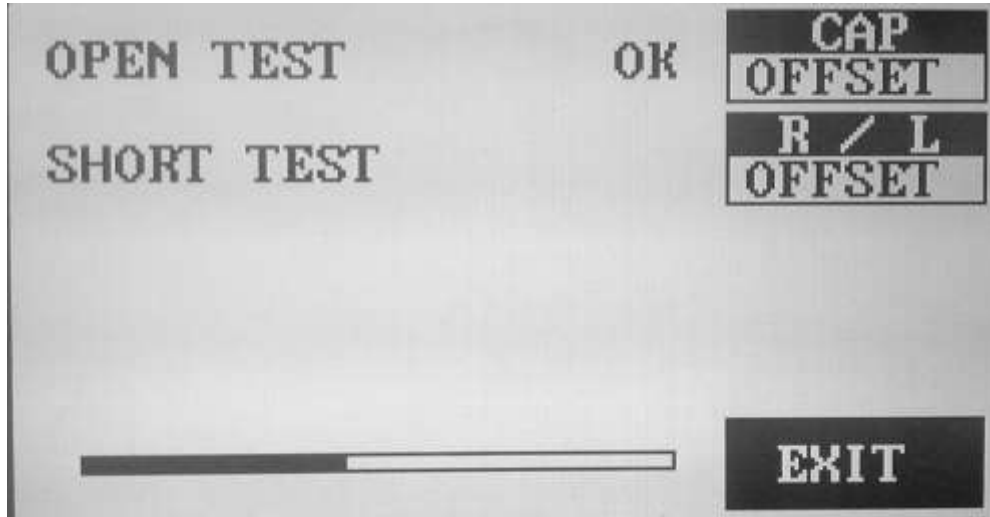 OPEN TEST OK
SHORT TEST
CAP
OFFSET
R / L
OFFSET
EXIT